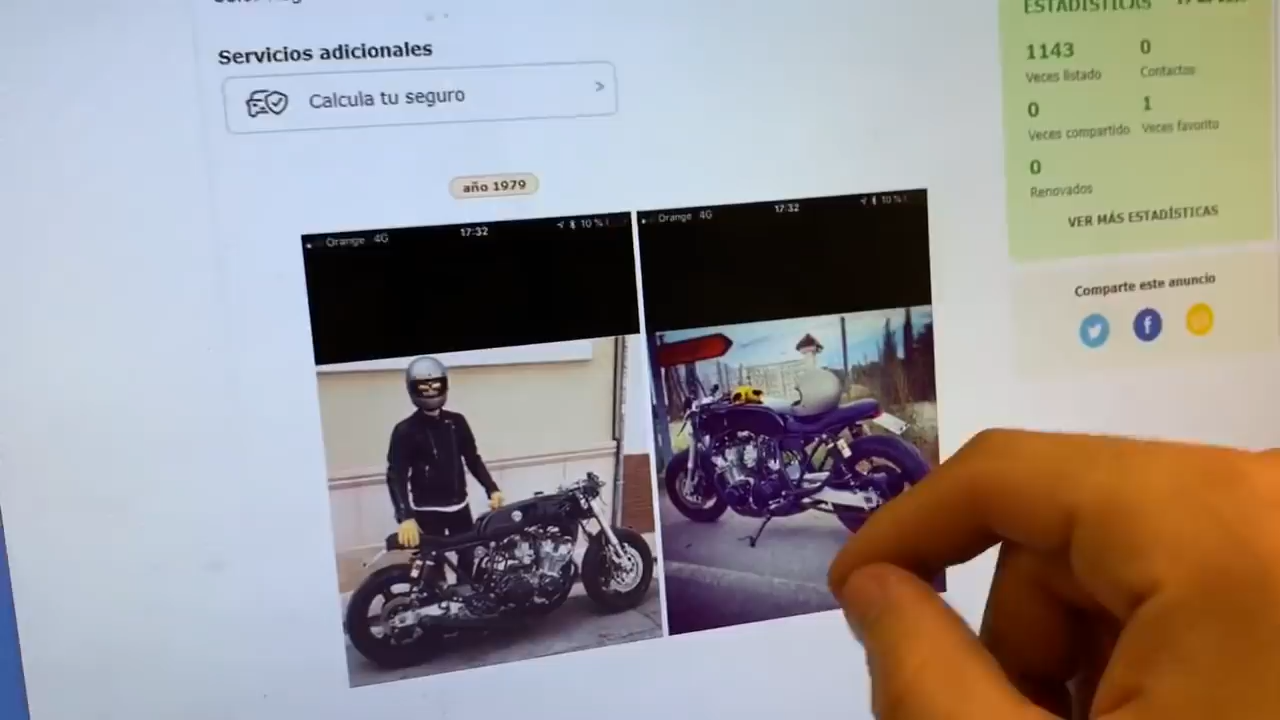 Servicios adicionales
Calcula tu seguro
año 1979
Orange 4G 17:32 10 %
Orange 4G 17:32 10 %
ESTADÍSTICAS
1143 0
Veces listado Contactos
0 1
Veces compartido Veces favorito
0
Renovados
VER MÁS ESTADÍSTICAS
Comparte este anuncio